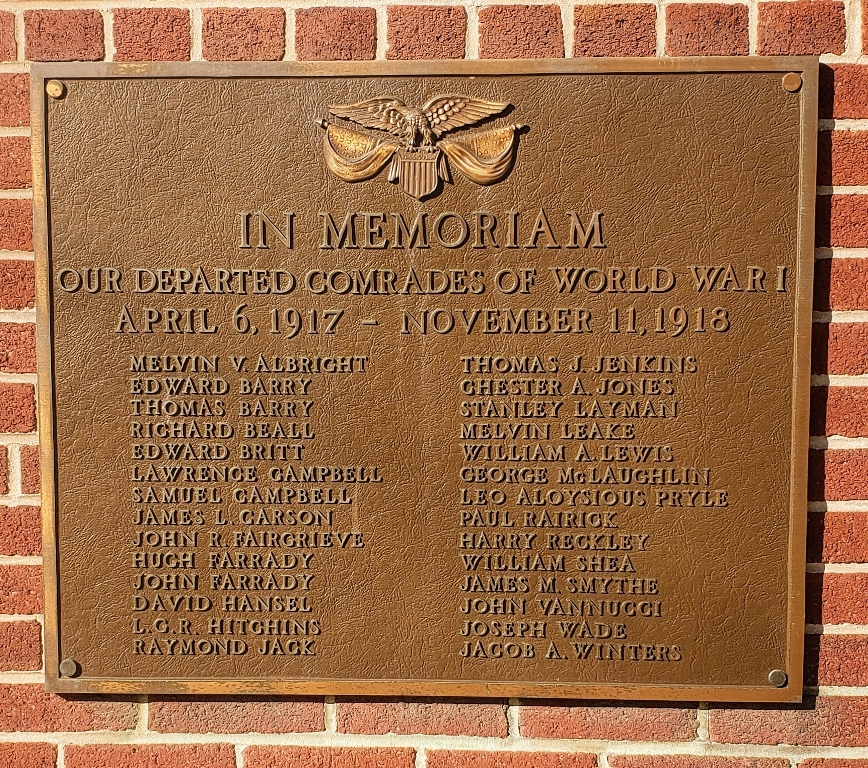 IN MEMORIAM
OUR DEPARTED COMRADES OF WORLD WAR I
APRIL 6, 1917 - NOVEMBER 11, 1918
MELVIN V. ALBRIGHT
EDWARD BARRY
THOMAS BARRY
RICHARD BEALL
EDWARD BRITT
LAWRENCE CAMPBELL
SAMUEL CAMPBELL
JAMES L. CARSON
JOHN R. FAIRGRIEVE
HUGH FARRADY
JOHN FARRADY
DAVID HANSEL
L.G.R. HITCHINS
RAYMOND JACK
THOMAS J. JENKINS
CHESTER A. JONES
STANLEY LAYMAN
MELVIN LEAKE
WILLIAM A. LEWIS
GEORGE McLAUGHLIN
LEO ALOYSIOUS PRYLE
PAUL RAIRICK
HARRY RECKLEY
WILLIAM SHEA
JAMES M. SMYTHE
JOHN VANNUCCI
JOSEPH WADE
JACOB A. WINTERS